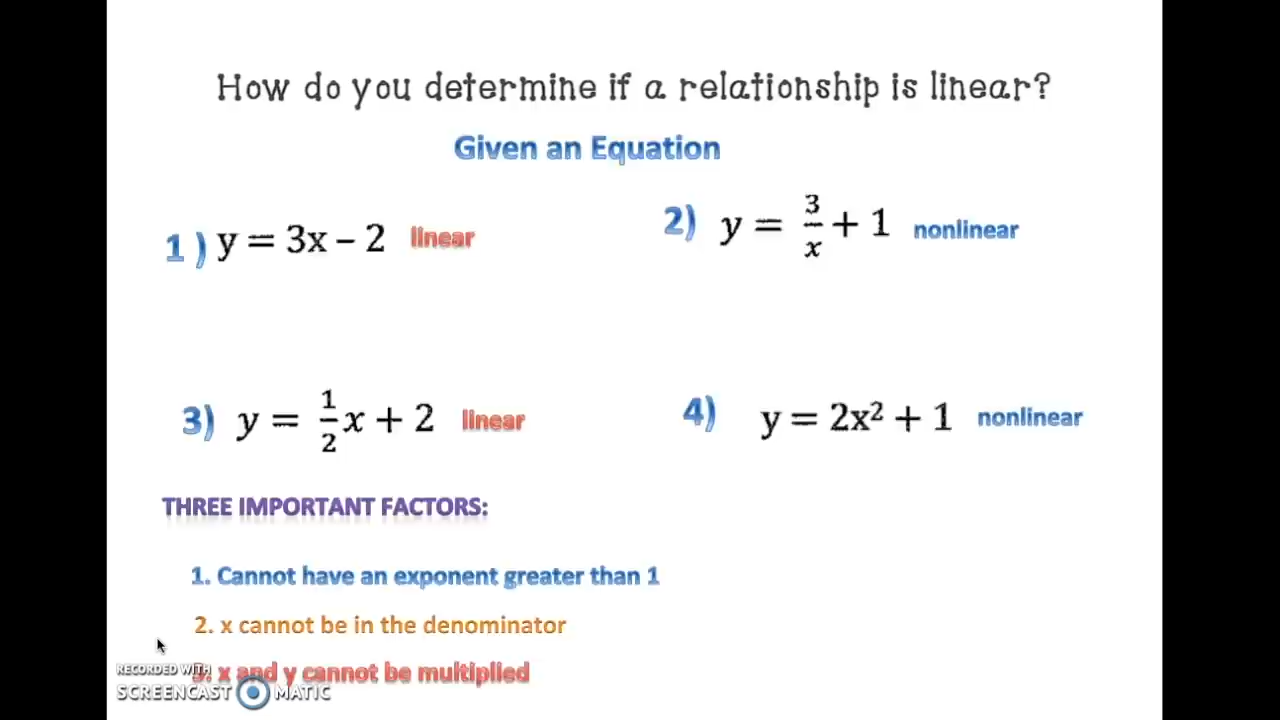 How do you determine if a relationship is linear?
Given an Equation
1) y = 3x – 2 linear
2) y = 3/x + 1 nonlinear
3) y = 1/2 x + 2 linear
4) y = 2x² + 1 nonlinear
THREE IMPORTANT FACTORS:
1. Cannot have an exponent greater than 1
2. x cannot be in the denominator
3. x and y cannot be multiplied
RECORDED WITH
SCREENCAST MATIC